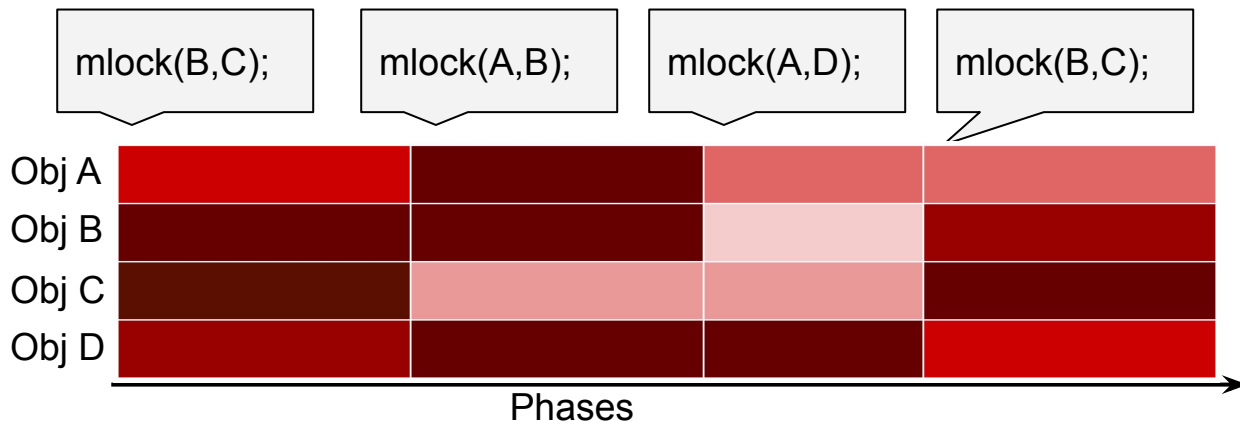 mlock(B,C);
mlock(A,B);
mlock(A,D);
mlock(B,C);
Obj A
Obj B
Obj C
Obj D
Phases